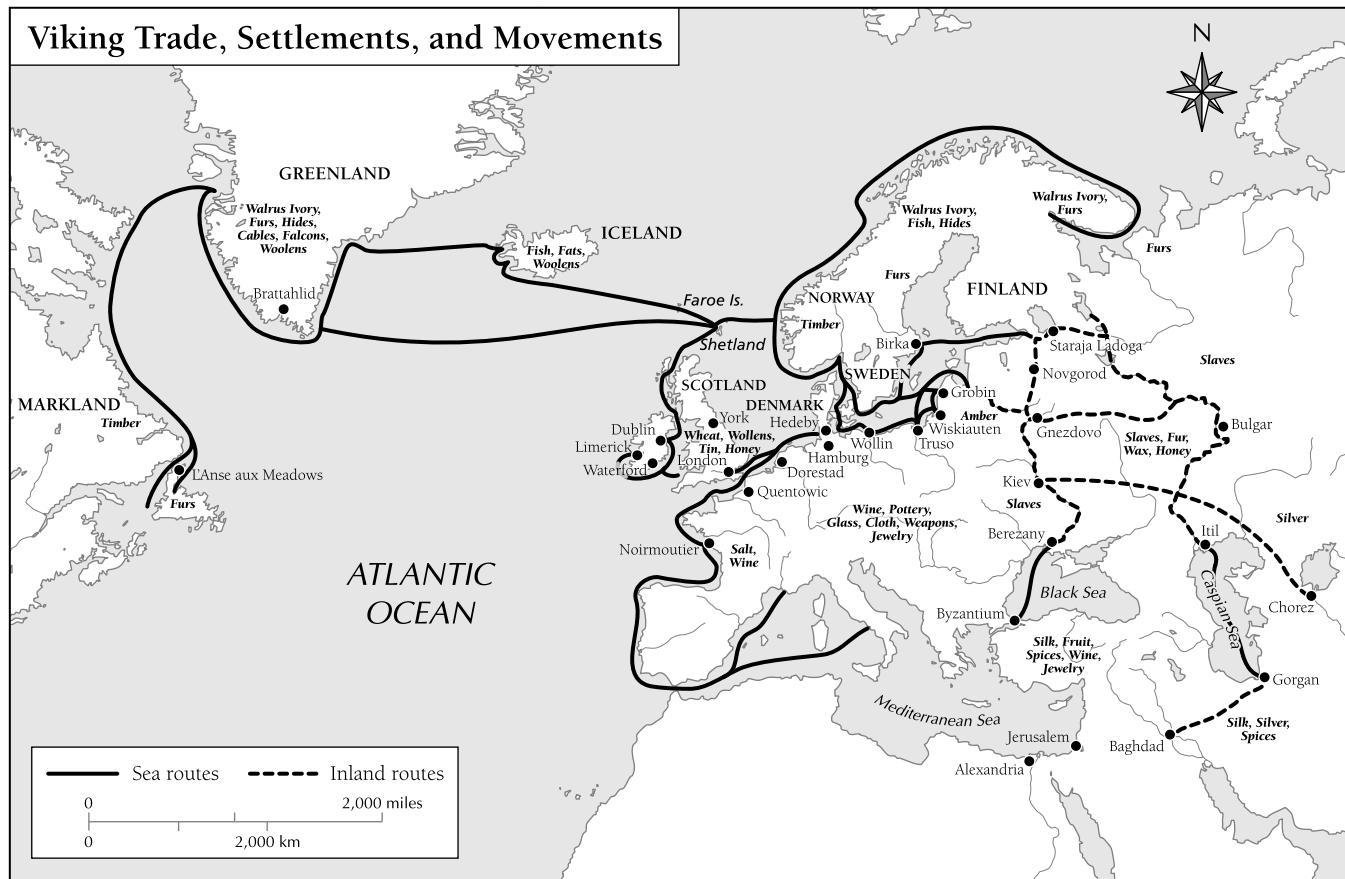 Viking Trade, Settlements, and Movements
N
GREENLAND
Walrus Ivory,
Furs, Hides,
Cables, Falcons,
Woolens
Brattahlid
ICELAND
Fish, Fats,
Woolens
Faroe Is.
Shetland
Walrus Ivory,
Fish, Hides
Walrus Ivory,
Furs
Furs
Furs
NORWAY
Timber
FINLAND
Birka
SWEDEN
Staraja Ladoga
Novgorod
Slaves
MARKLAND
Timber
L'Anse aux Meadows
Furs
SCOTLAND
DENMARK
York
Hedeby
Wheat, Wollens,
Tin, Honey
Dublin
Limerick
Waterford
London
Hamburg
Dorestad
Quentowic
Wollin
Truso
Grobin
Amber
Wiskiauten
Gnezdovo
Bulgar
Slaves, Fur,
Wax, Honey
Kiev
Slaves
Silver
Wine, Pottery,
Glass, Cloth, Weapons,
Jewelry
Berezany
Itil
Noirmoutier
Salt,
Wine
ATLANTIC
OCEAN
Black Sea
Caspian Sea
Chorez
Byzantium
Silk, Fruit,
Spices, Wine,
Jewelry
Gorgan
Mediterranean Sea
Silk, Silver,
Spices
Jerusalem
Baghdad
Alexandria
Sea routes
Inland routes
0
2,000 miles
0
2,000 km